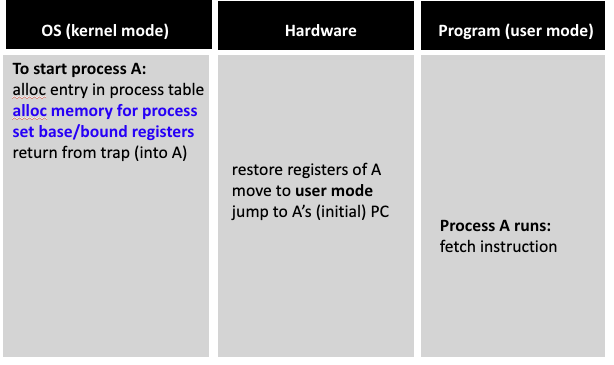 OS (kernel mode)
Hardware
Program (user mode)
To start process A:
alloc entry in process table
alloc memory for process
set base/bound registers
return from trap (into A)
restore registers of A
move to user mode
jump to A’s (initial) PC
Process A runs:
fetch instruction